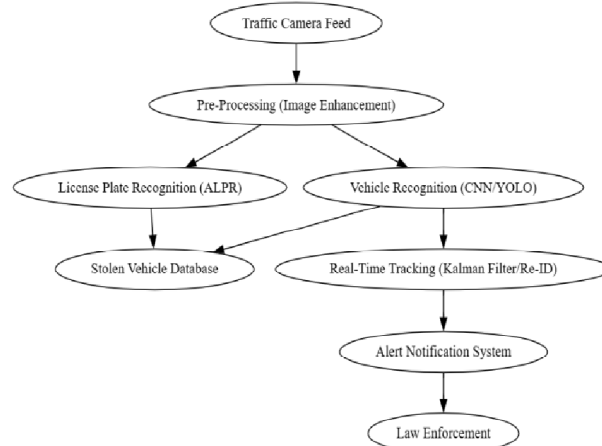 Traffic Camera Feed
Pre-Processing (Image Enhancement)
License Plate Recognition (ALPR)
Vehicle Recognition (CNN/YOLO)
Stolen Vehicle Database
Real-Time Tracking (Kalman Filter/Re-ID)
Alert Notification System
Law Enforcement